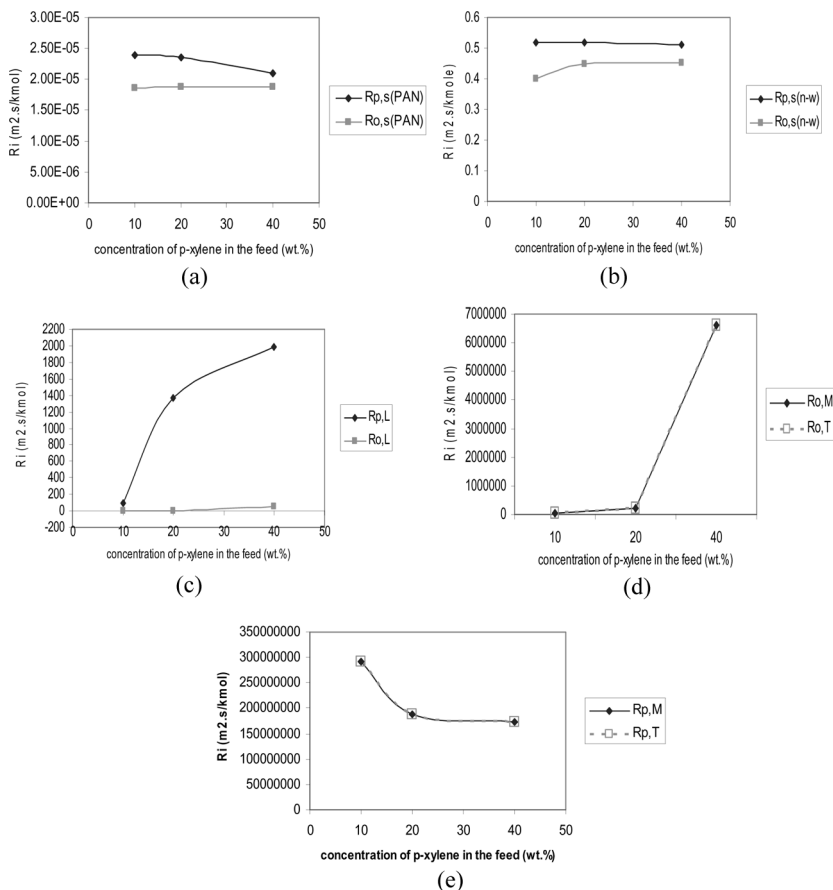 3.00E-05
2.50E-05
2.00E-05
1.50E-05
1.00E-05
5.00E-06
0.00E+00
Ri (m2.s/kmol)
0 10 20 30 40 50
concentration of p-xylene in the feed (wt.%)
Rp,s(PAN)
Ro,s(PAN)
(a)
0.6
0.5
0.4
0.3
0.2
0.1
0
Ri (m2.s/kmole)
0 10 20 30 40 50
concentration of p-xylene in the feed (wt.%)
Rp,s(n-w)
Ro,s(n-w)
(b)
2200
2000
1800
1600
1400
1200
1000
800
600
400
200
0
-200
Ri (m2.s/kmol)
0 10 20 30 40 50
concentration of p-xylene in the feed (wt.%)
Rp,L
Ro,L
(c)
7000000
6000000
5000000
4000000
3000000
2000000
1000000
0
Ri (m2.s/kmol)
10 20 40
concentration of p-xylene in the feed (wt.%)
Ro,M
Ro,T
(d)
350000000
300000000
250000000
200000000
150000000
100000000
50000000
0
Ri (m2.s/kmol)
0 10 20 30 40 50
concentration of p-xylene in the feed (wt.%)
Rp,M
Rp,T
(e)